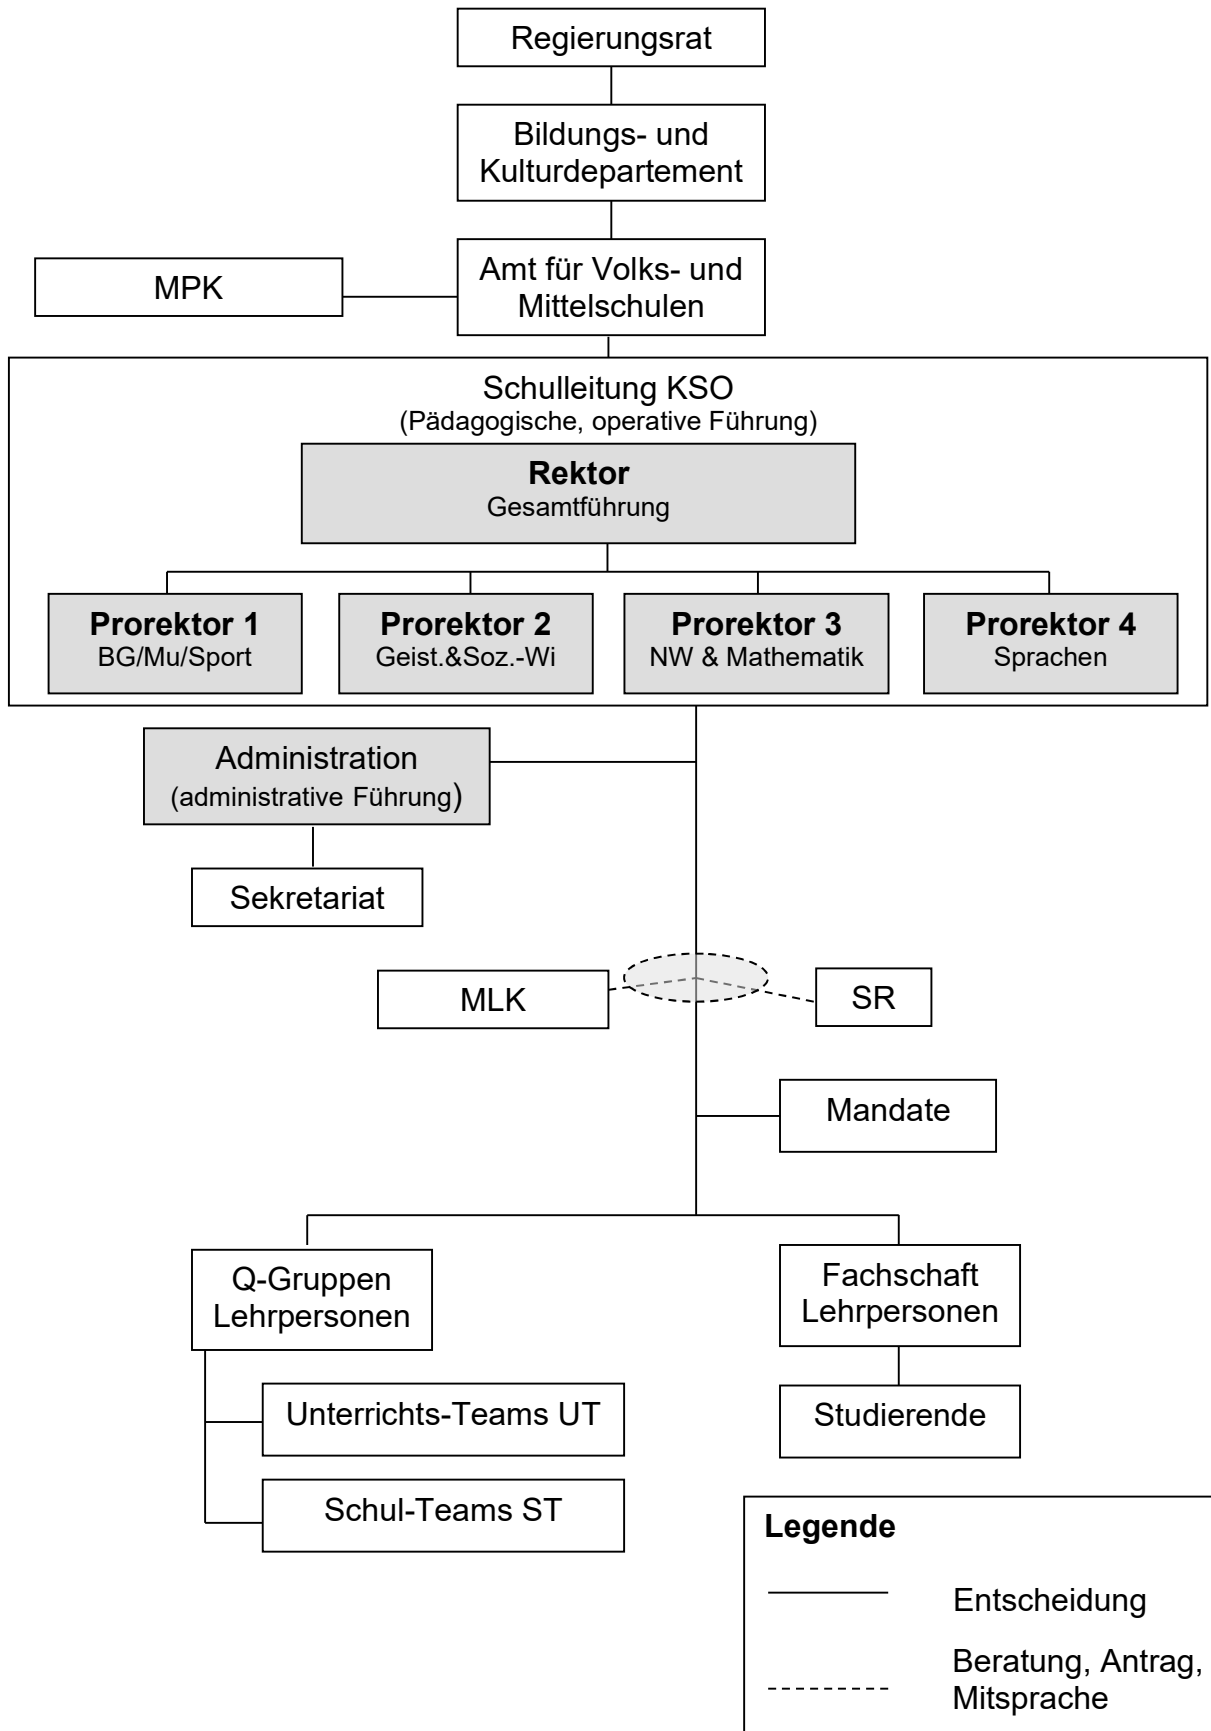 Regierungsrat
Bildungs- und
Kulturdepartement
MPK
Amt für Volks- und
Mittelschulen
Schulleitung KSO
(Pädagogische, operative Führung)
Rektor
Gesamtführung
Prorektor 1
BG/Mu/Sport
Prorektor 2
Geist.&Soz.-Wi
Prorektor 3
NW & Mathematik
Prorektor 4
Sprachen
Administration
(administrative Führung)
Sekretariat
MLK
SR
Mandate
Q-Gruppen
Lehrpersonen
Fachschaft
Lehrpersonen
Unterrichts-Teams UT
Studierende
Schul-Teams ST
Legende
Entscheidung
Beratung, Antrag,
Mitsprache